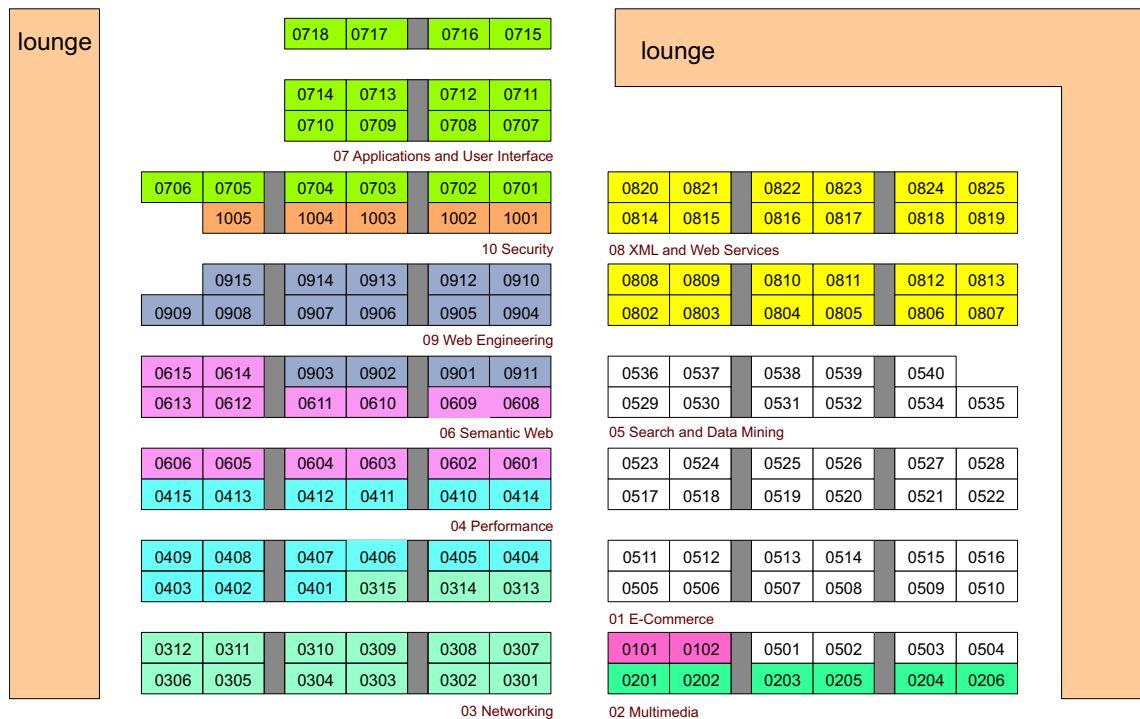 lounge
0718 0717 0716 0715
0714 0713 0712 0711
0710 0709 0708 0707
07 Applications and User Interface
0706 0705 0704 0703 0702 0701
1005 1004 1003 1002 1001
10 Security
0915 0914 0913 0912 0910
0909 0908 0907 0906 0905 0904
09 Web Engineering
0615 0614 0903 0902 0901 0911
0613 0612 0611 0610 0609 0608
06 Semantic Web
0606 0605 0604 0603 0602 0601
0415 0413 0412 0411 0410 0414
04 Performance
0409 0408 0407 0406 0405 0404
0403 0402 0401 0315 0314 0313
0312 0311 0310 0309 0308 0307
0306 0305 0304 0303 0302 0301
03 Networking
lounge
0820 0821 0822 0823 0824 0825
0814 0815 0816 0817 0818 0819
08 XML and Web Services
0808 0809 0810 0811 0812 0813
0802 0803 0804 0805 0806 0807
0536 0537 0538 0539 0540
0529 0530 0531 0532 0534 0535
05 Search and Data Mining
0523 0524 0525 0526 0527 0528
0517 0518 0519 0520 0521 0522
0511 0512 0513 0514 0515 0516
0505 0506 0507 0508 0509 0510
01 E-Commerce
0101 0102 0501 0502 0503 0504
0201 0202 0203 0205 0204 0206
02 Multimedia